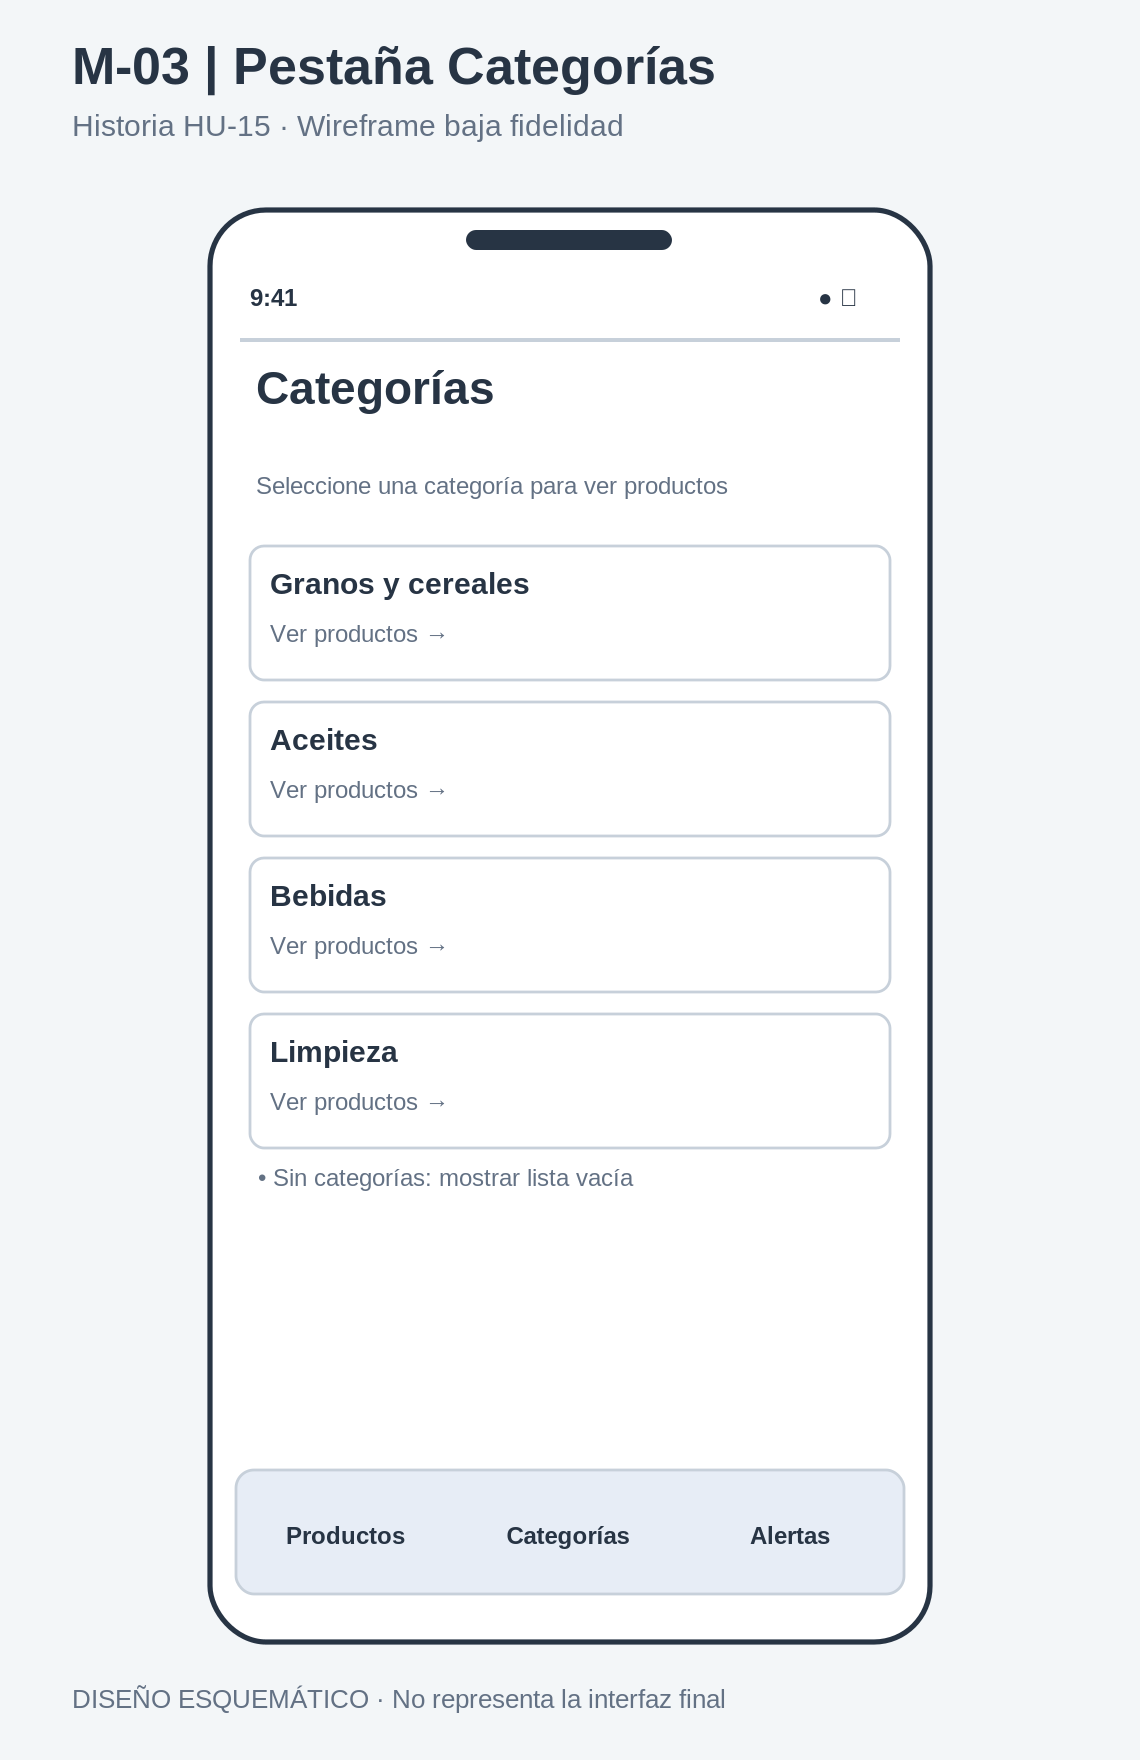 M-03 | Pestaña Categorías
Historia HU-15 · Wireframe baja fidelidad
9:41
Categorías
Seleccione una categoría para ver productos
Granos y cereales
Ver productos →
Aceites
Ver productos →
Bebidas
Ver productos →
Limpieza
Ver productos →
• Sin categorías: mostrar lista vacía
Productos Categorías Alertas
DISEÑO ESQUEMÁTICO · No representa la interfaz final